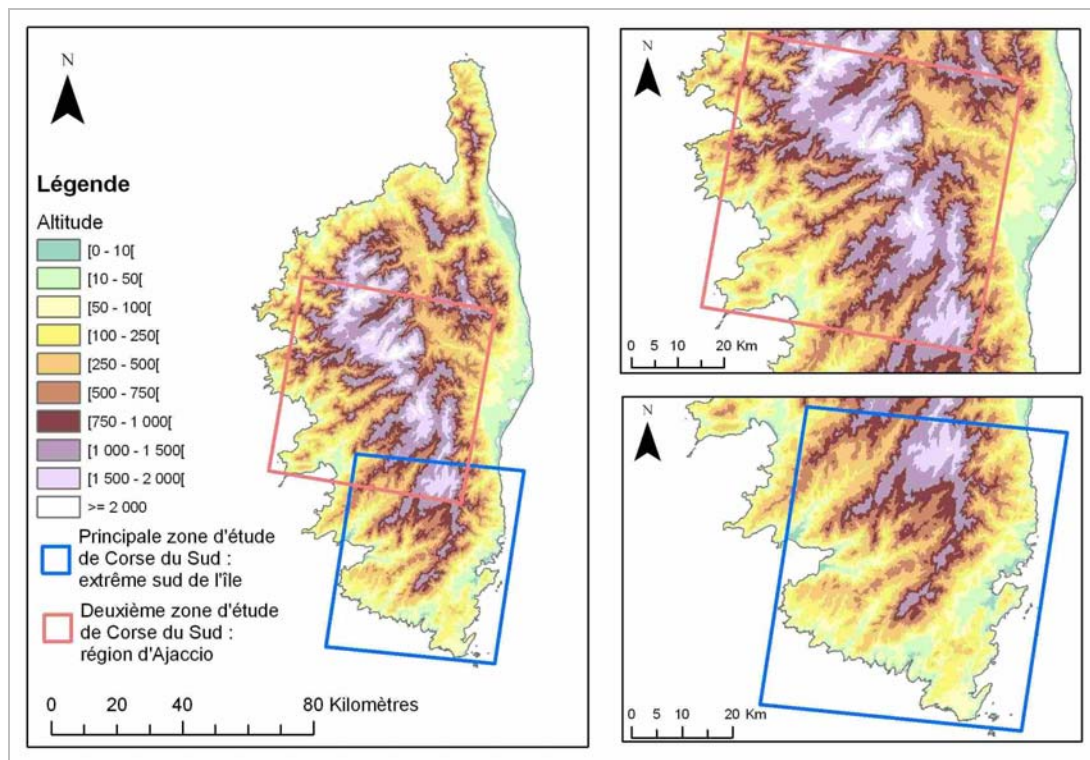 N
Légende
Altitude
[0 - 10[
[10 - 50[
[50 - 100[
[100 - 250[
[250 - 500[
[500 - 750[
[750 - 1 000[
[1 000 - 1 500[
[1 500 - 2 000[
>= 2 000
Principale zone d'étude
de Corse du Sud :
extrême sud de l'île
Deuxième zone d'étude
de Corse du Sud :
région d'Ajaccio
0 20 40 80 Kilomètres
N
0 5 10 20 Km
N
0 5 10 20 Km